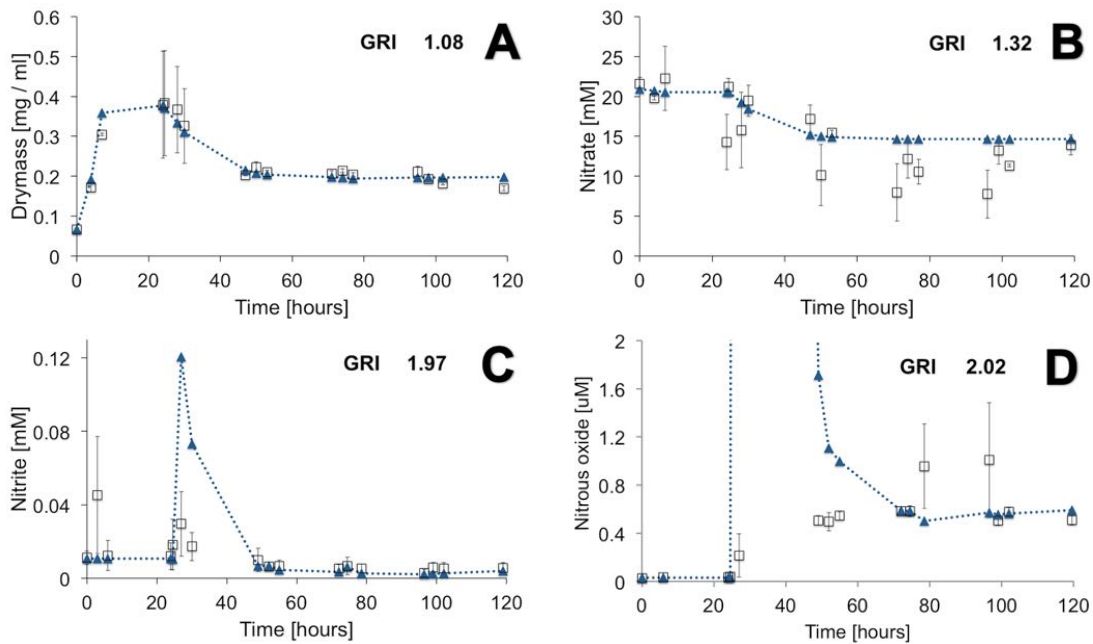 GRI 1.08 A
Drymass [mg / ml]
0.6
0.5
0.4
0.3
0.2
0.1
0
0 20 40 60 80 100 120
Time [hours]
GRI 1.32 B
Nitrate [mM]
30
25
20
15
10
5
0
0 20 40 60 80 100 120
Time [hours]
GRI 1.97 C
Nitrite [mM]
0.12
0.08
0.04
0
0 20 40 60 80 100 120
Time [hours]
GRI 2.02 D
Nitrous oxide [uM]
2
1.6
1.2
0.8
0.4
0
0 20 40 60 80 100 120
Time [hours]